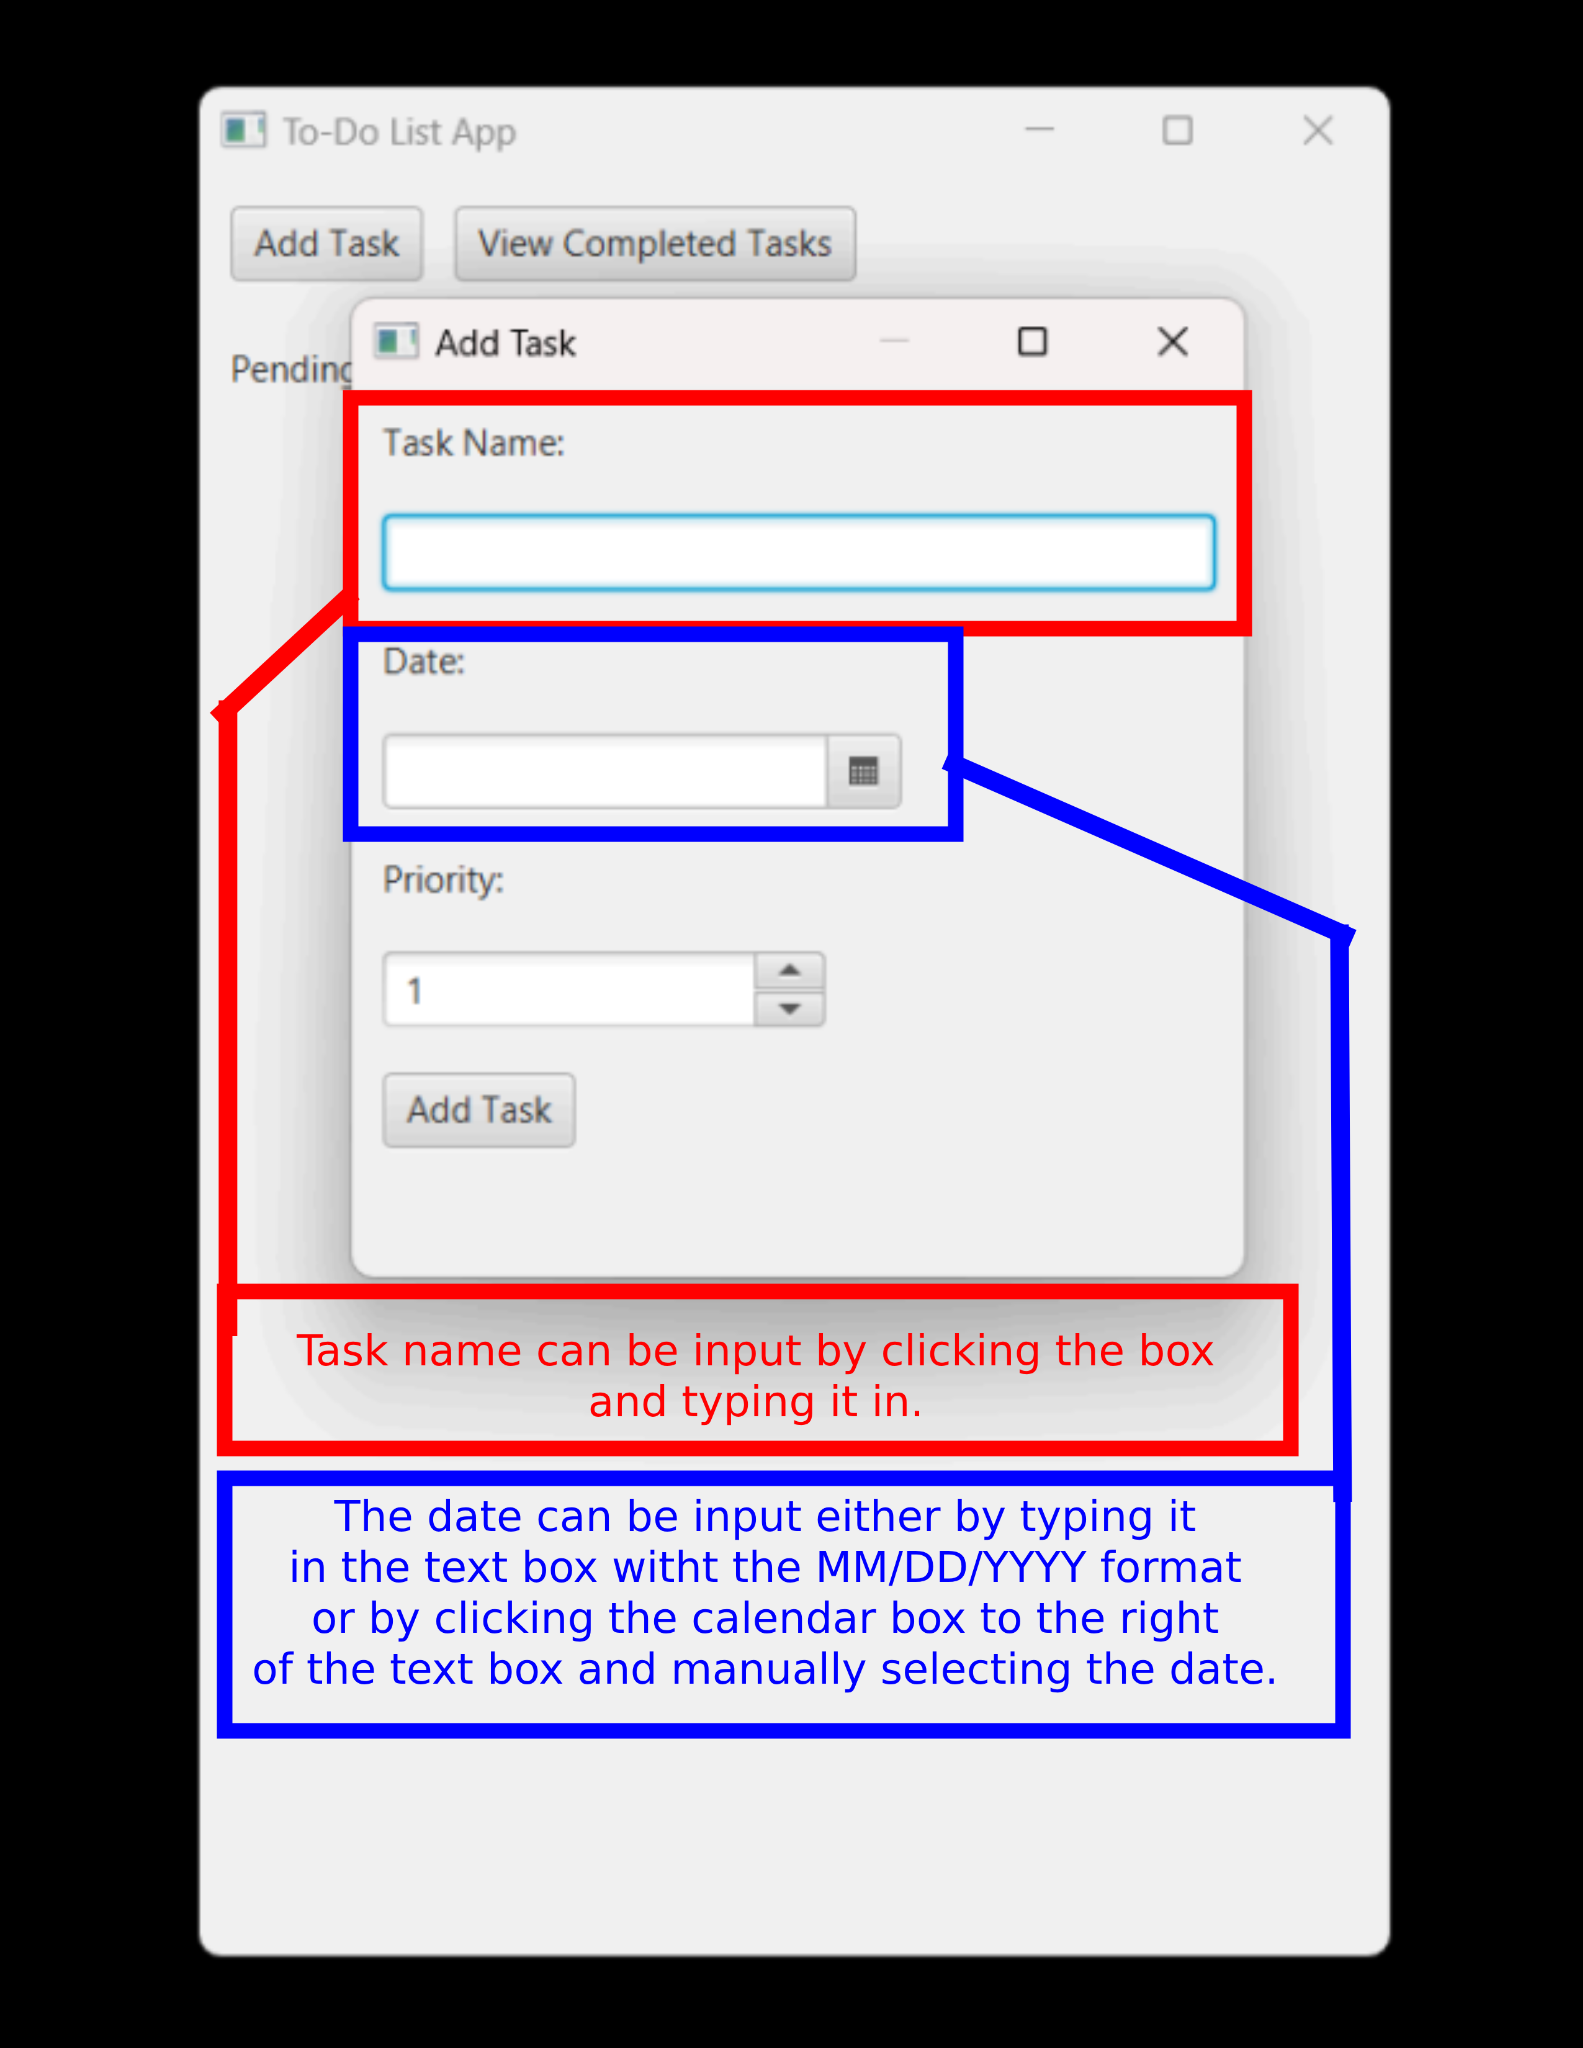 To-Do List App
Add Task
View Completed Tasks
Add Task
Pending
Task Name:
Date:
Priority:
1
Add Task
Task name can be input by clicking the box
and typing it in.
The date can be input either by typing it
in the text box witht the MM/DD/YYYY format
or by clicking the calendar box to the right
of the text box and manually selecting the date.